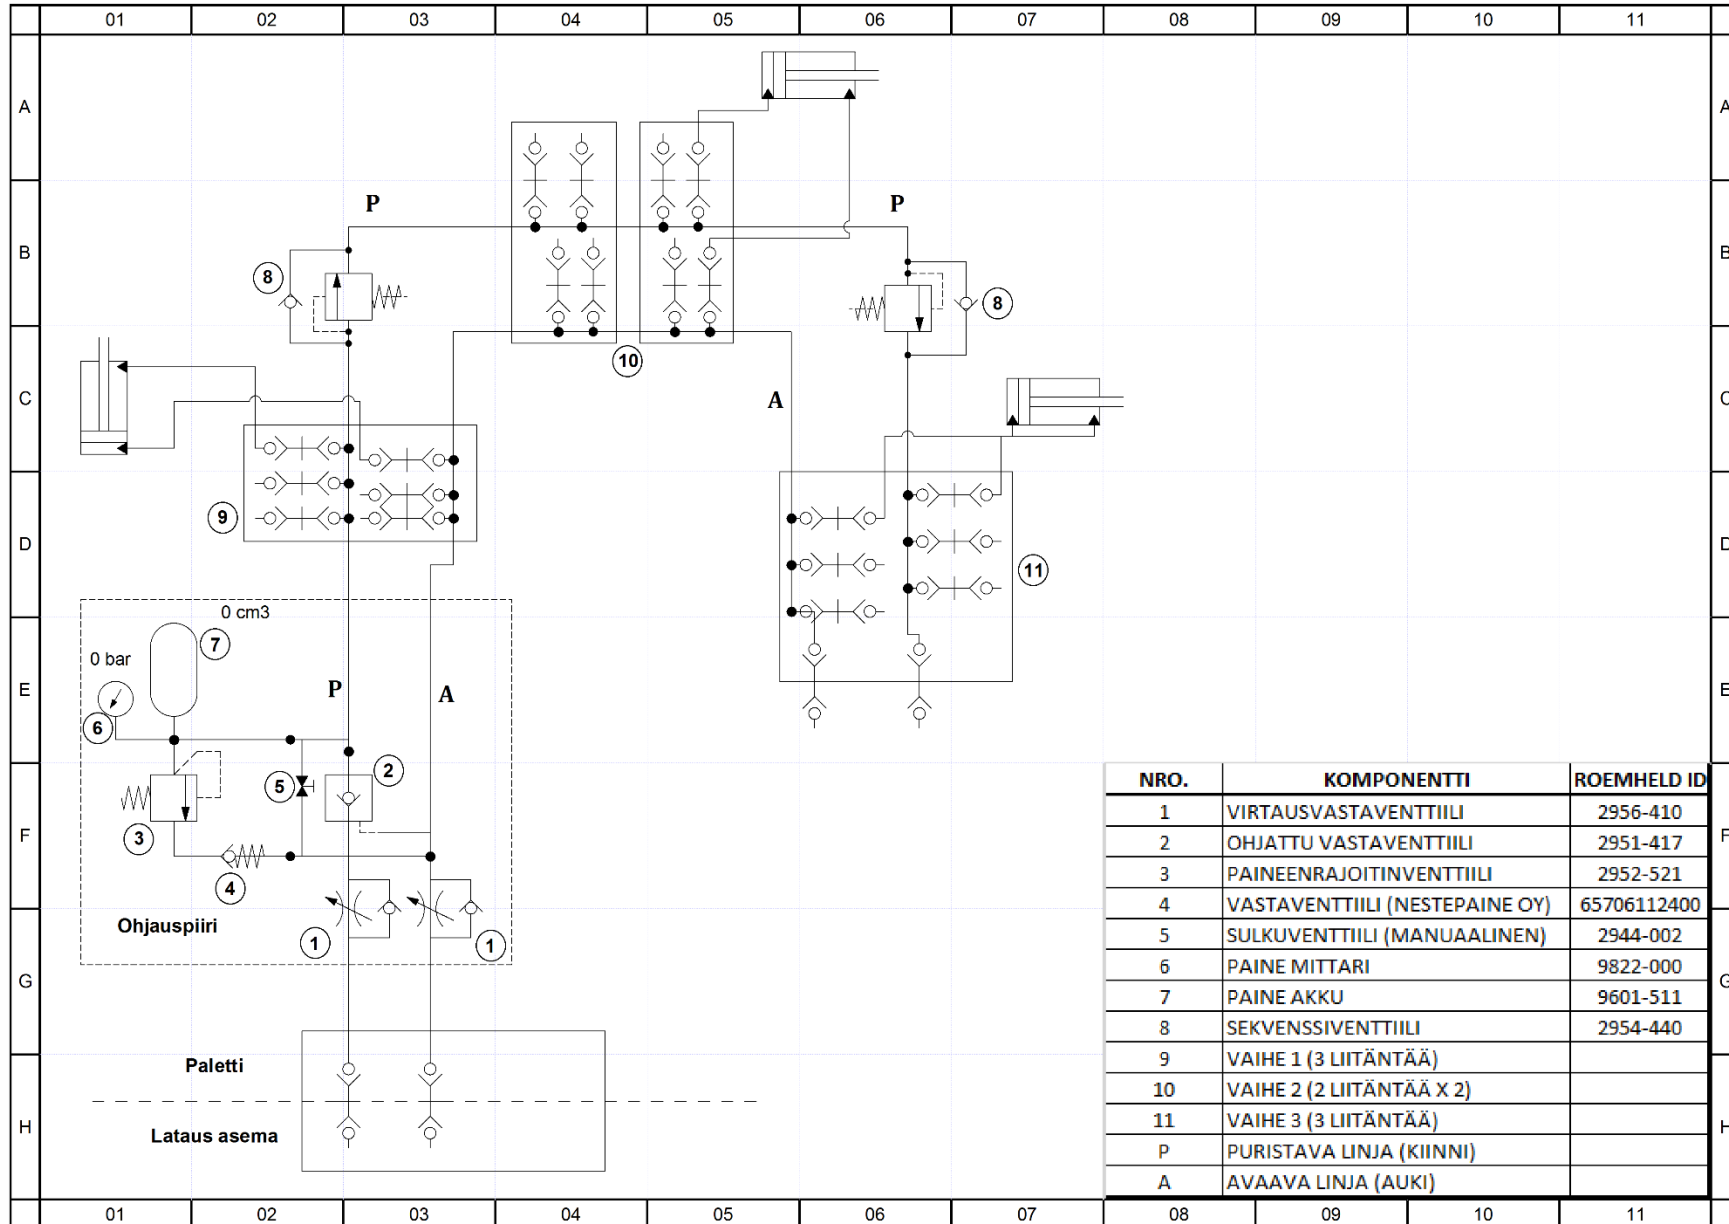 01 02 03 04 05 06 07 08 09 10 11
A A
P P
B B
8 8
10
C A C
9
D D
11
0 cm3
7
0 bar
E P A E
6
2
5
NRO. KOMPONENTTI ROEMHELD ID
1 VIRTAUSVASTAVENTTIILI 2956-410
F 3 2 OHJATTU VASTAVENTTIILI 2951-417 F
3 PAINEENRAJOITINVENTTIILI 2952-521
4 4 VASTAVENTTIILI (NESTEPAINE OY) 65706112400
Ohjauspiiri
1 1 5 SULKUVENTTIILI (MANUAALINEN) 2944-002
G 6 PAINE MITTARI 9822-000 G
7 PAINE AKKU 9601-511
8 SEKVENSSIVENTTIILI 2954-440
Paletti 9 VAIHE 1 (3 LIITÄNTÄÄ)
10 VAIHE 2 (2 LIITÄNTÄÄ X 2)
H Lataus asema 11 VAIHE 3 (3 LIITÄNTÄÄ) H
P PURISTAVA LINJA (KIINNI)
A AVAAVA LINJA (AUKI)
01 02 03 04 05 06 07 08 09 10 11